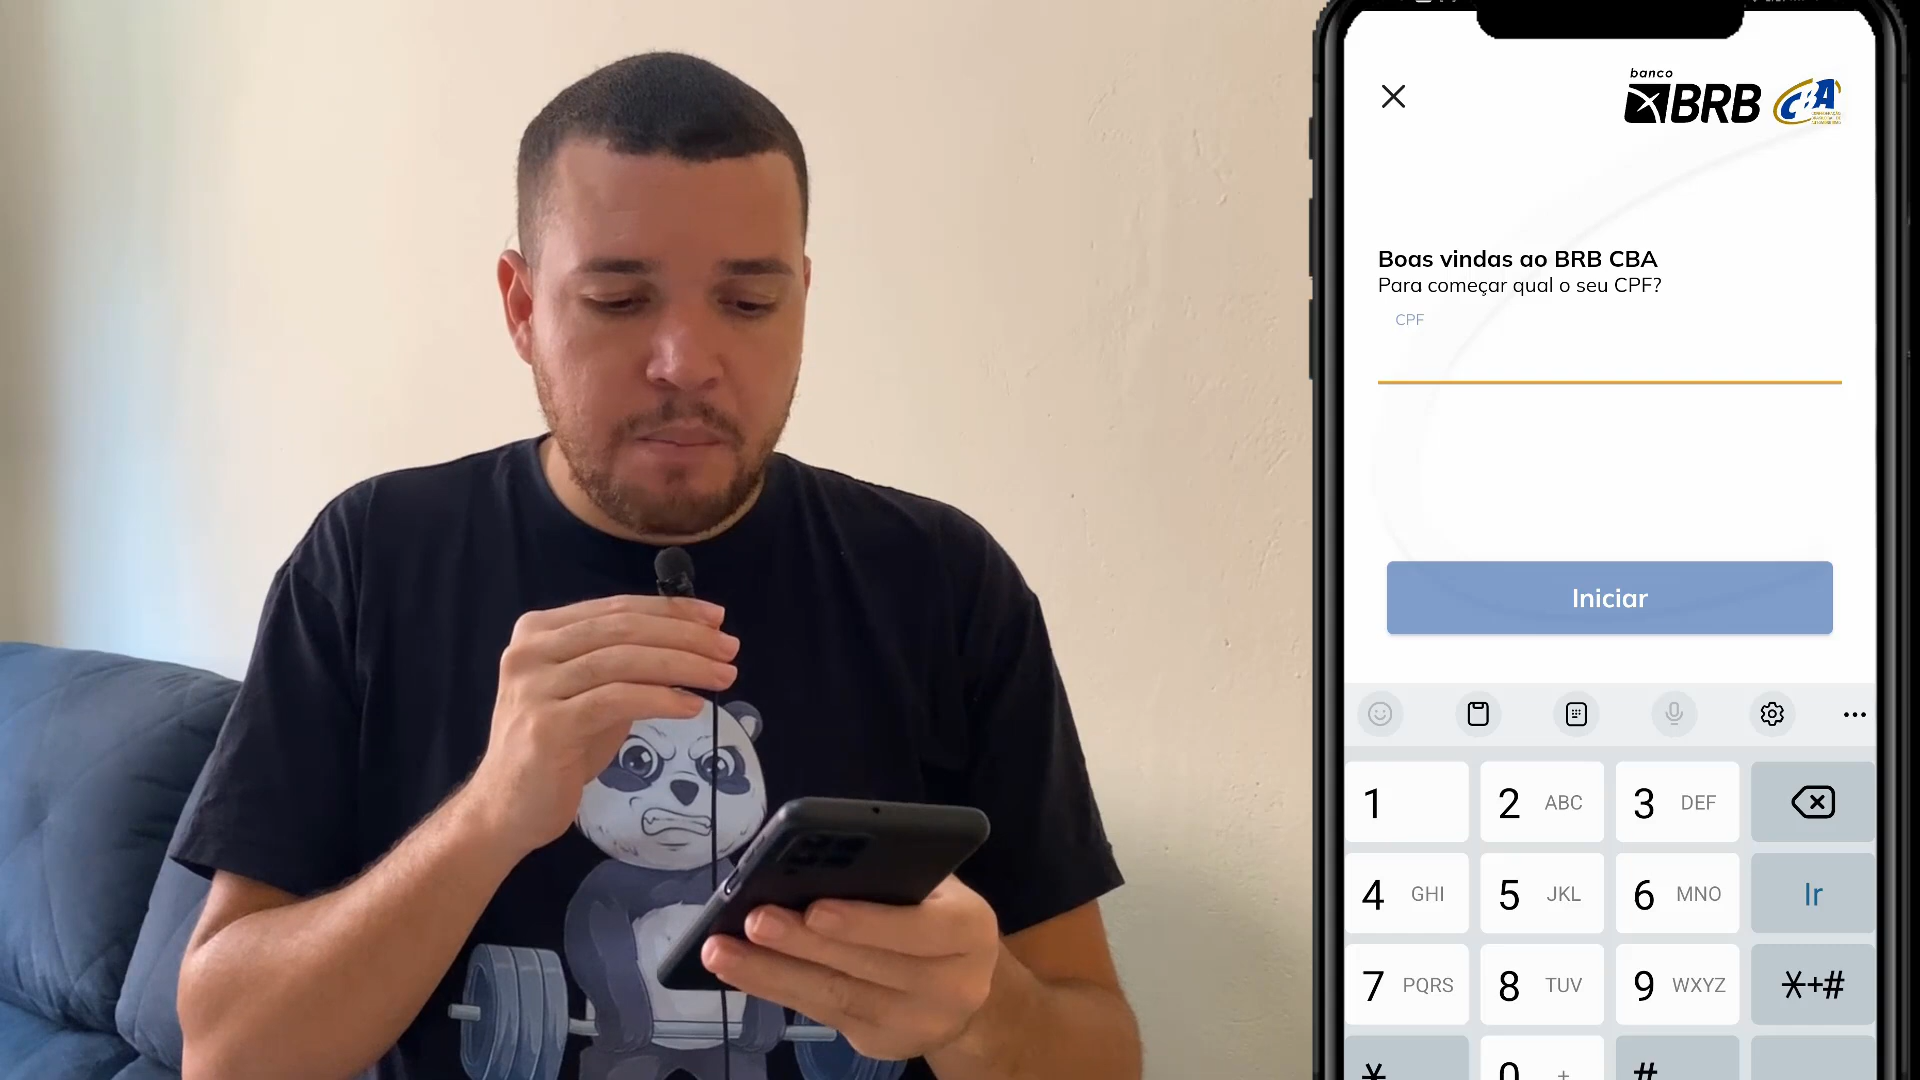 banco
BRB CBA
Boas vindas ao BRB CBA
Para começar qual o seu CPF?
CPF
Iniciar
1
2 ABC
3 DEF
4 GHI
5 JKL
6 MNO
Ir
7 PQRS
8 TUV
9 WXYZ
*+#
*
0 +
#